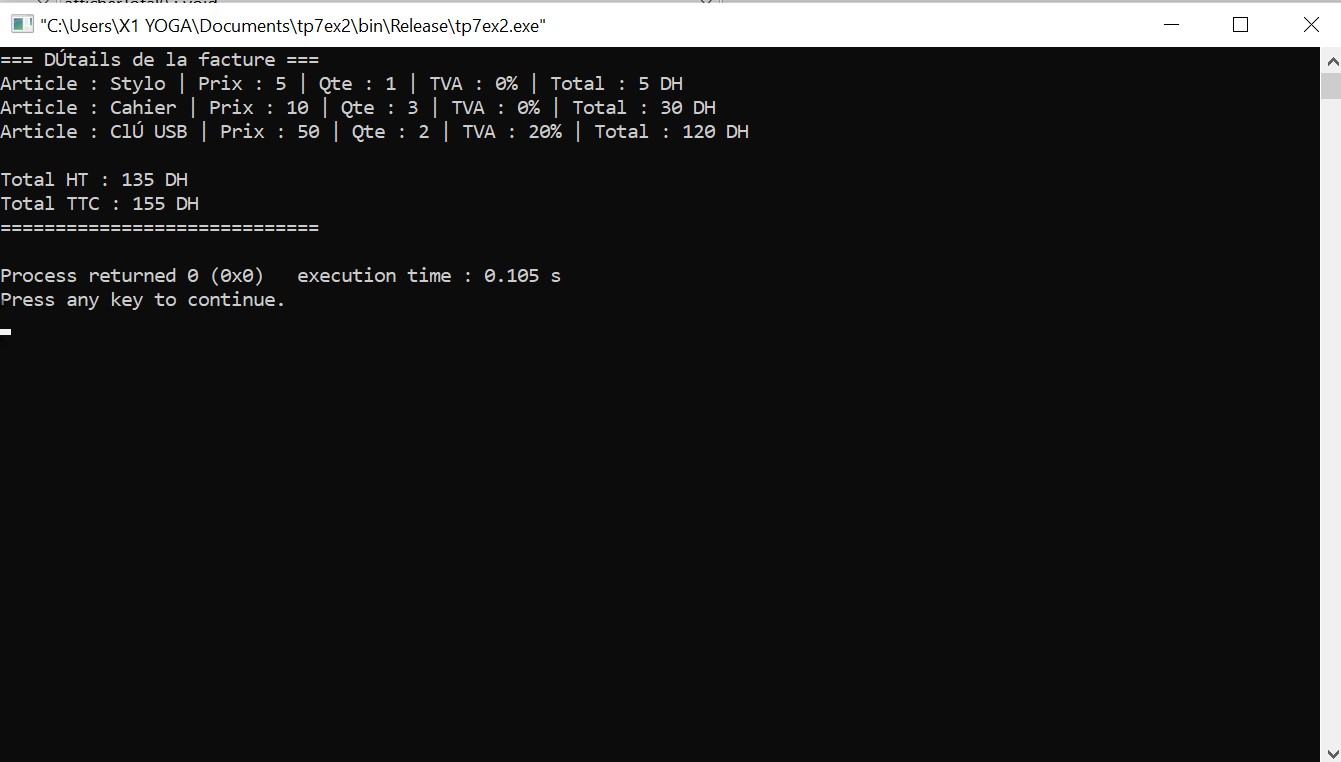 afficherTotal() : void
"C:\Users\X1 YOGA\Documents\tp7ex2\bin\Release\tp7ex2.exe"
=== DÚtails de la facture ===
Article : Stylo | Prix : 5 | Qte : 1 | TVA : 0% | Total : 5 DH
Article : Cahier | Prix : 10 | Qte : 3 | TVA : 0% | Total : 30 DH
Article : ClÚ USB | Prix : 50 | Qte : 2 | TVA : 20% | Total : 120 DH
Total HT : 135 DH
Total TTC : 155 DH
=============================
Process returned 0 (0x0)   execution time : 0.105 s
Press any key to continue.